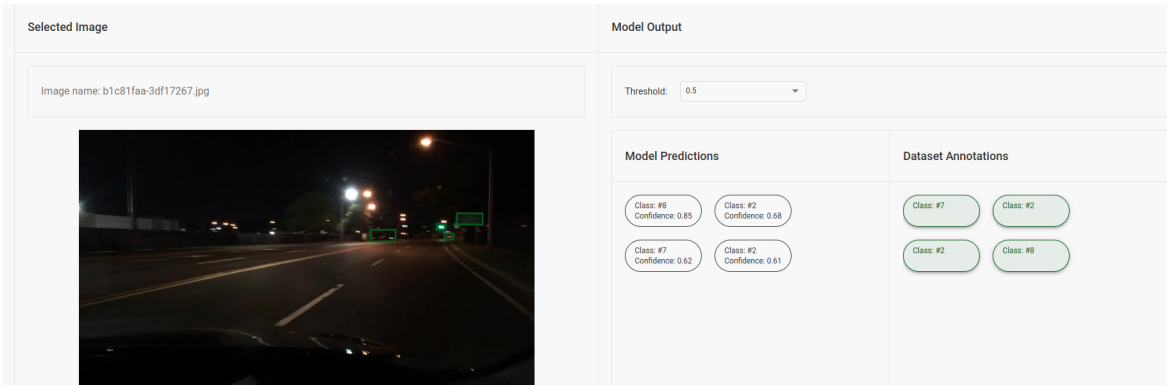 Selected Image
Model Output
Image name: b1c81faa-3df17267.jpg
Threshold:
0.5
Model Predictions
Dataset Annotations
Class: #8
Confidence: 0.85
Class: #2
Confidence: 0.68
Class: #7
Confidence: 0.62
Class: #2
Confidence: 0.61
Class: #7
Class: #2
Class: #2
Class: #8